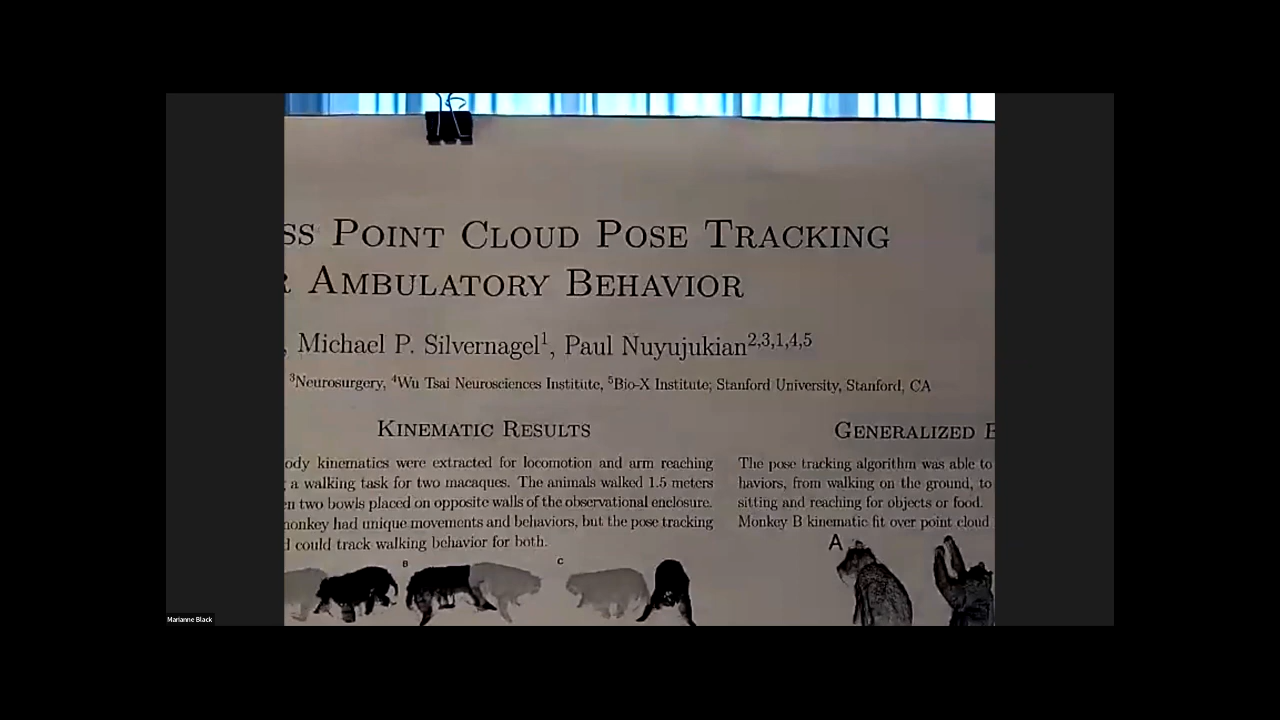 SS POINT CLOUD POSE TRACKING
R AMBULATORY BEHAVIOR
, Michael P. Silvernagel1, Paul Nuyujukian2,3,1,4,5
3Neurosurgery, 4Wu Tsai Neurosciences Institute, 5Bio-X Institute; Stanford University, Stanford, CA
KINEMATIC RESULTS
ody kinematics were extracted for locomotion and arm reaching
a walking task for two macaques. The animals walked 1.5 meters
n two bowls placed on opposite walls of the observational enclosure.
monkey had unique movements and behaviors, but the pose tracking
d could track walking behavior for both.
B
C
GENERALIZED
The pose tracking algorithm was able to
haviors, from walking on the ground, to
sitting and reaching for objects or food.
Monkey B kinematic fit over point cloud
A
Marianne Black